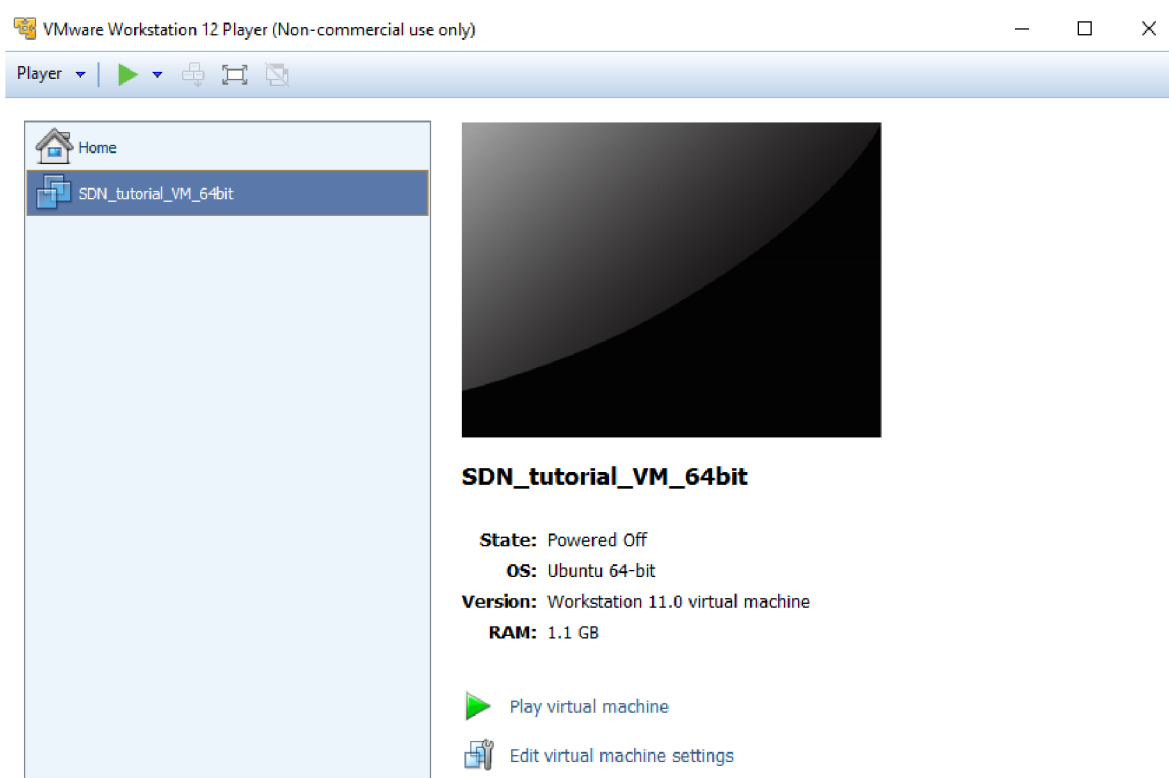 VMware Workstation 12 Player (Non-commercial use only)
Player
Home
SDN_tutorial_VM_64bit
SDN_tutorial_VM_64bit
State: Powered Off
OS: Ubuntu 64-bit
Version: Workstation 11.0 virtual machine
RAM: 1.1 GB
Play virtual machine
Edit virtual machine settings